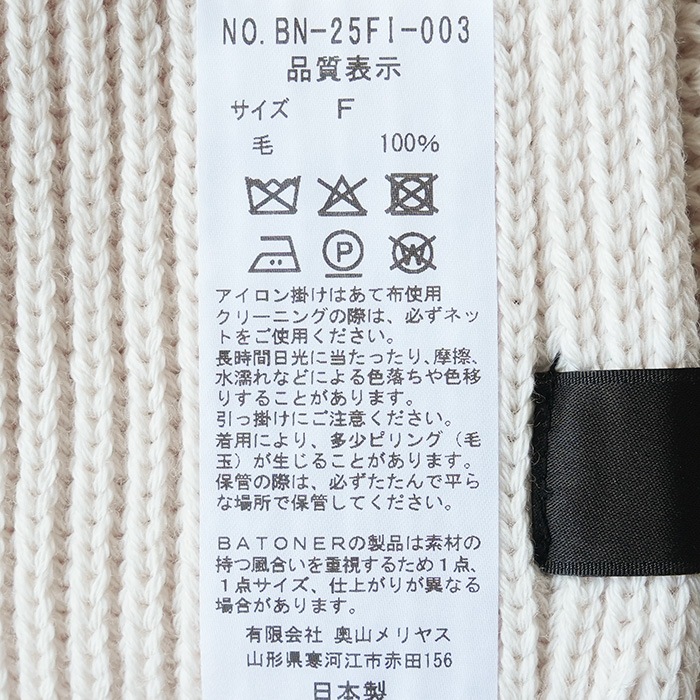 NO. BN-25FI-003
品質表示
サイズ F
毛 100%
P
W
アイロン掛けはあて布使用
クリーニングの際は、必ずネッ
トをご使用ください。
長時間日光に当たったり、摩擦、
水濡れなどによる色落ちや色移
りすることがあります。
引っ掛けにご注意ください。
着用により、多少ピリング（毛
玉）が生じることがあります。
保管の際は、必ずたたんで平ら
な場所で保管してください。
BATONERの製品は素材の
持つ風合いを重視するため１点、
１点サイズ、仕上がりが異なる
場合があります。
有限会社 奥山メリヤス
山形県寒河江市赤田156
日本製